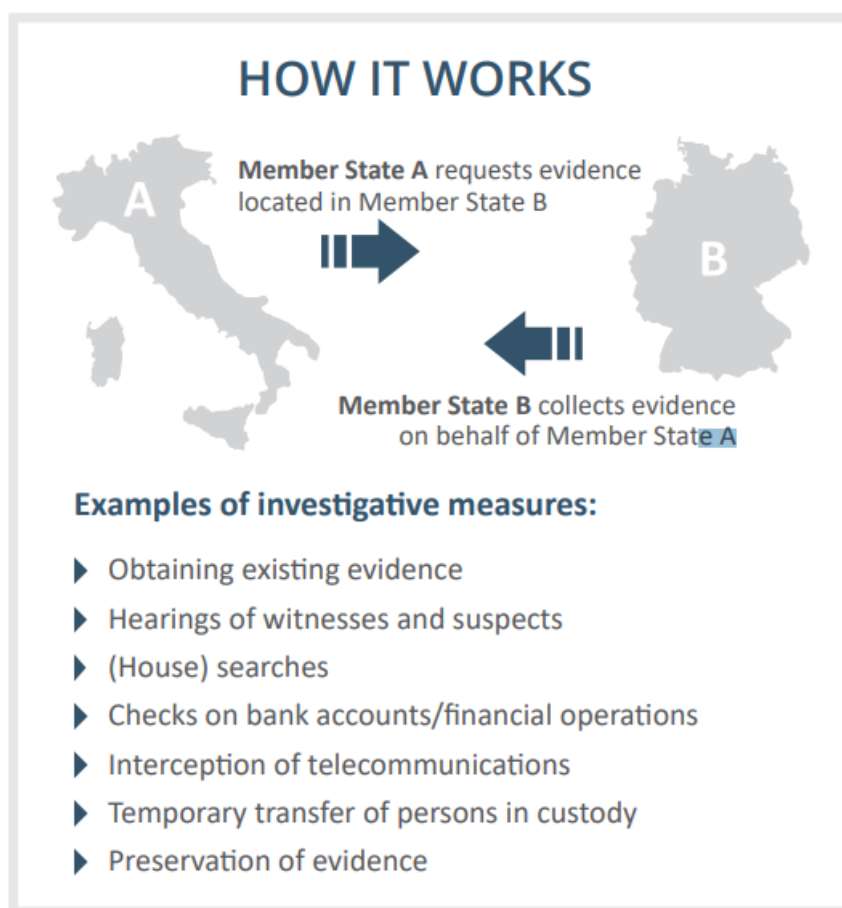 HOW IT WORKS
A
Member State A requests evidence
located in Member State B
B
Member State B collects evidence
on behalf of Member State A
Examples of investigative measures:
Obtaining existing evidence
Hearings of witnesses and suspects
(House) searches
Checks on bank accounts/financial operations
Interception of telecommunications
Temporary transfer of persons in custody
Preservation of evidence